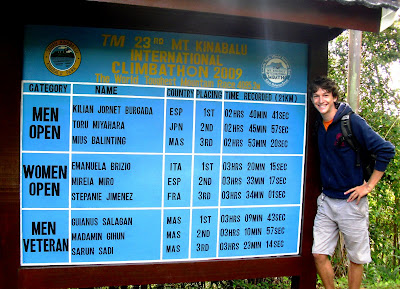 TM 23RD MT KINABALU
INTERNATIONAL
CLIMBATHON 2009
The World Toughest Mountain Race
CATEGORY NAME COUNTRY PLACING TIME RECORDED (21KM)
MEN OPEN
KILIAN JORNET BURGADA ESP 1ST 02HRS 40MIN 41SEC
TORU MIYAHARA JPN 2ND 02HRS 45MIN 57SEC
MIUS BALINTING MAS 3RD 02HRS 53MIN 20SEC
WOMEN OPEN
EMANUELA BRIZIO ITA 1ST 03HRS 20MIN 15SEC
MIREIA MIRO ESP 2ND 03HRS 32MIN 17SEC
STEPANIE JIMENEZ FRA 3RD 03HRS 34MIN 01SEC
MEN VETERAN
GUIANUS SALAGAN MAS 1ST 03HRS 09MIN 43SEC
MADAMIN GIHUN MAS 2ND 03HRS 10MIN 57SEC
SARUN SADI MAS 3RD 03HRS 23MIN 14SEC